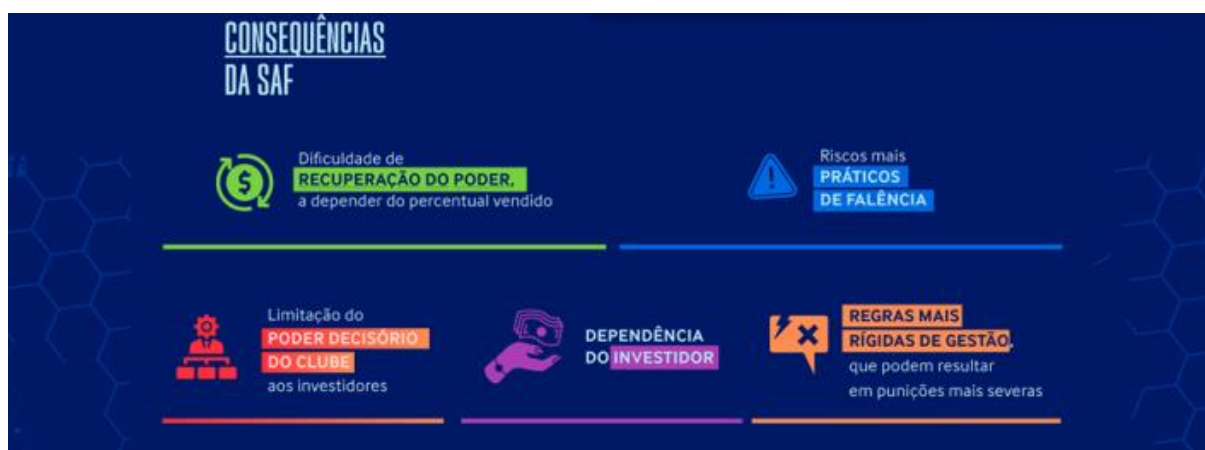 CONSEQUÊNCIAS
DA SAF
Dificuldade de
RECUPERAÇÃO DO PODER,
a depender do percentual vendido
Riscos mais
PRÁTICOS
DE FALÊNCIA
Limitação do
PODER DECISÓRIO
DO CLUBE
aos investidores
DEPENDÊNCIA
DO INVESTIDOR
REGRAS MAIS
RÍGIDAS DE GESTÃO,
que podem resultar
em punições mais severas